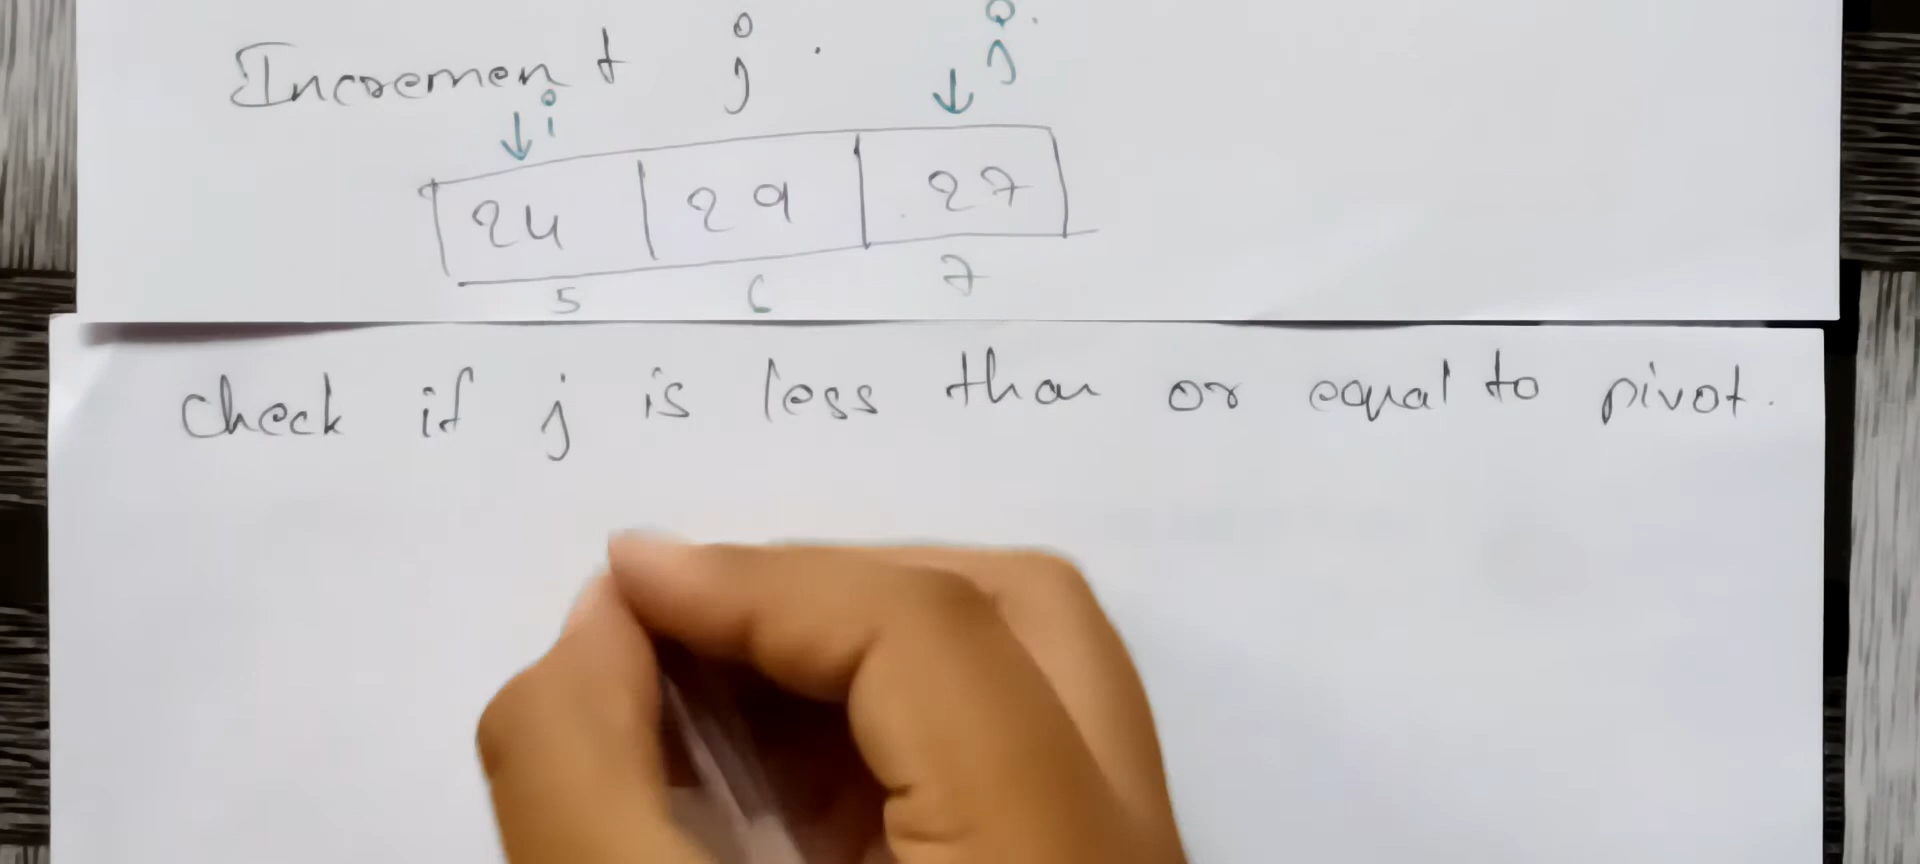 Increment j.
↓i ↓j
24 29 27
5 6 7
Check if j is less than or equal to pivot.